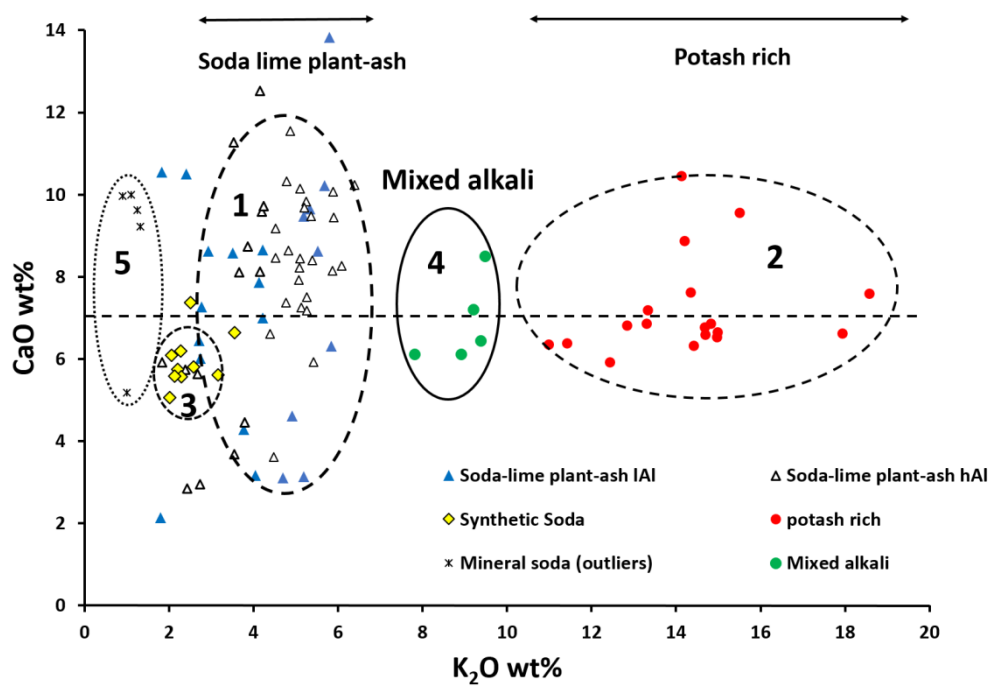 Soda lime plant-ash
Potash rich
Mixed alkali
1
2
3
4
5
CaO wt%
14
12
10
8
6
4
2
0
Soda-lime plant-ash lAl
Soda-lime plant-ash hAl
Synthetic Soda
potash rich
Mineral soda (outliers)
Mixed alkali
0 2 4 6 8 10 12 14 16 18 20
K₂O wt%